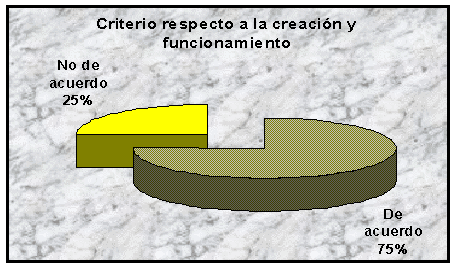 Criterio respecto a la creación y
funcionamiento
No de
acuerdo
25%
De
acuerdo
75%